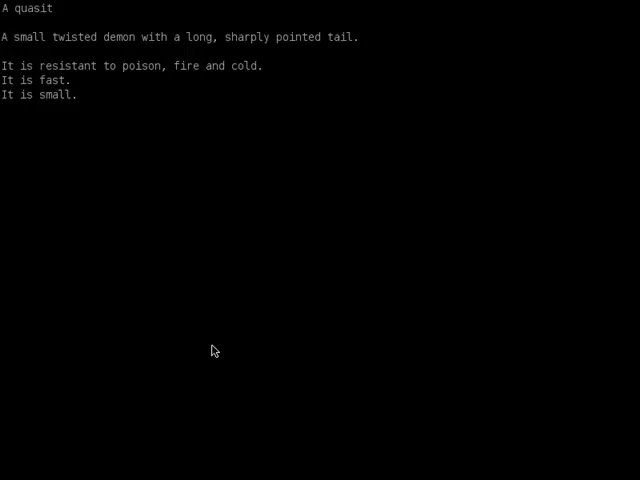 A quasit
A small twisted demon with a long, sharply pointed tail.
It is resistant to poison, fire and cold.
It is fast.
It is small.